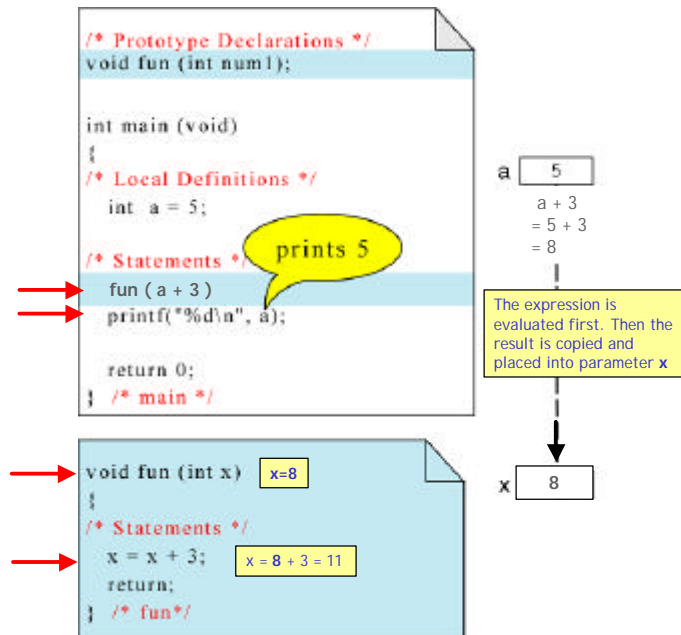 /* Prototype Declarations */
void fun (int num1);
int main (void)
{
/* Local Definitions */
int a = 5;
/* Statements */
prints 5
fun ( a + 3 )
printf("%d\n", a);
return 0;
} /* main */
a 5
a + 3
= 5 + 3
= 8
The expression is
evaluated first. Then the
result is copied and
placed into parameter x
x 8
void fun (int x) x=8
{
/* Statements */
x = x + 3; x = 8 + 3 = 11
return;
} /* fun*/